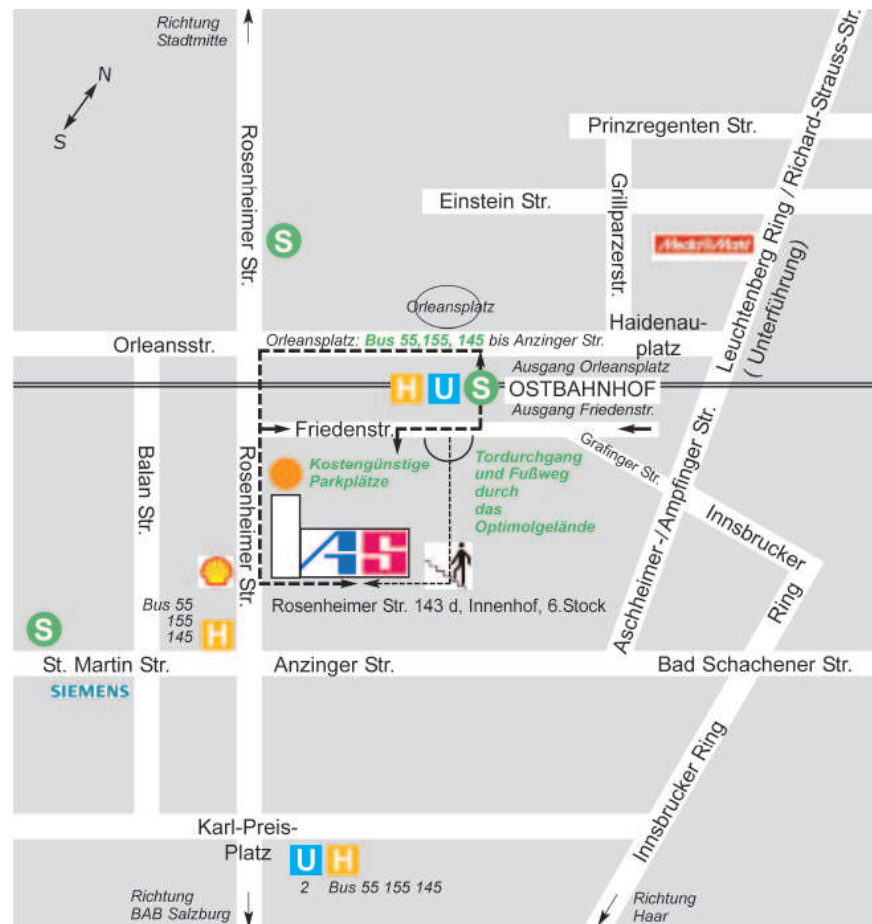 Richtung
Stadtmitte
N
S
Rosenheimer Str.
Prinzregenten Str.
Einstein Str.
Grillparzerstr.
Media Markt
Leuchtenberg Ring / Richard-Strauss-Str.
( Unterführung)
S
Orleansplatz
Orleansstr.
Orleansplatz: Bus 55,155, 145 bis Anzinger Str.
Haidenau-
platz
Ausgang Orleansplatz
H U S OSTBAHNHOF
Ausgang Friedenstr.
Friedenstr.
Grafinger Str.
Balan Str.
Rosenheimer Str.
Kostengünstige
Parkplätze
Tordurchgang
und Fußweg
durch
das
Optimolgelände
Innsbrucker
Ring
Aschheimer-/ Ampfinger Str.
AS
Rosenheimer Str. 143 d, Innenhof, 6.Stock
Bus 55
155
145
H
S
St. Martin Str.
Anzinger Str.
Bad Schachener Str.
SIEMENS
Innsbrucker Ring
Karl-Preis-
Platz
U H
2 Bus 55 155 145
Richtung
BAB Salzburg
Richtung
Haar